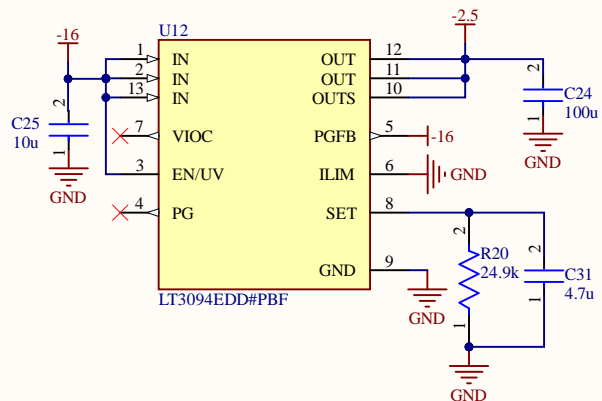 -2.5
U12
-16
1
IN
OUT
12
2
IN
OUT
11
13
IN
OUTS
10
2
C25
10u
1
GND
2
C24
100u
1
GND
7
VIOC
PGFB
5
-16
3
EN/UV
ILIM
6
GND
4
PG
SET
8
GND
9
GND
LT3094EDD#PBF
2
R20
24.9k
1
2
C31
4.7u
1
GND